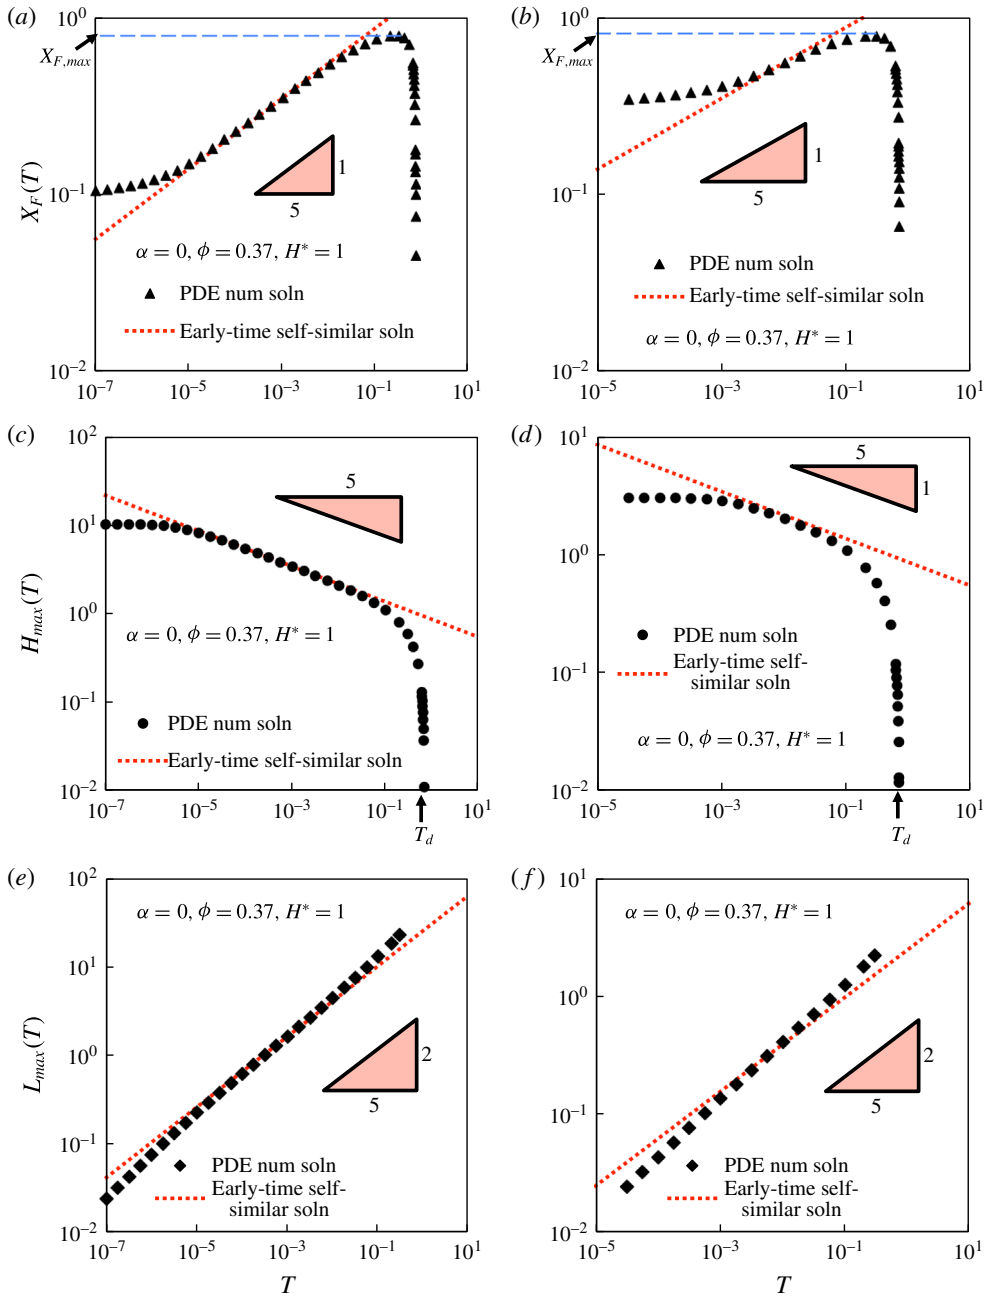 (a)
10^0
X_{F,max}
X_F(T)
10^{-1}
1
5
α = 0, φ = 0.37, H* = 1
PDE num soln
Early-time self-similar soln
10^{-2}
10^{-7}
10^{-5}
10^{-3}
10^{-1}
10^1
(b)
10^0
X_{F,max}
10^{-1}
1
5
PDE num soln
Early-time self-similar soln
α = 0, φ = 0.37, H* = 1
10^{-2}
10^{-5}
10^{-3}
10^{-1}
10^1
(c)
10^2
5
10^1
H_{max}(T)
10^0
α = 0, φ = 0.37, H* = 1
10^{-1}
PDE num soln
Early-time self-similar soln
10^{-2}
10^{-7}
10^{-5}
10^{-3}
10^{-1}
10^1
T_d
(d)
10^1
5
1
10^0
PDE num soln
Early-time self-
similar soln
10^{-1}
α = 0, φ = 0.37, H* = 1
10^{-2}
10^{-5}
10^{-3}
10^{-1}
10^1
T_d
(e)
10^2
α = 0, φ = 0.37, H* = 1
10^1
L_{max}(T)
10^0
2
5
10^{-1}
PDE num soln
Early-time self-
similar soln
10^{-2}
10^{-7}
10^{-5}
10^{-3}
10^{-1}
10^1
T
(f)
10^1
α = 0, φ = 0.37, H* = 1
10^0
2
5
10^{-1}
PDE num soln
Early-time self-
similar soln
10^{-2}
10^{-5}
10^{-3}
10^{-1}
10^1
T